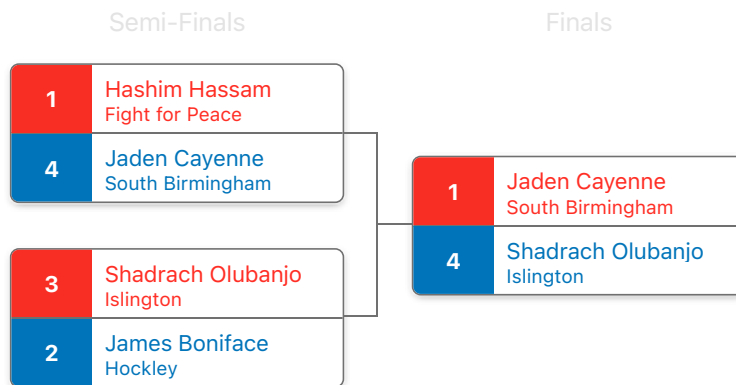 Semi-Finals
Finals
1
Hashim Hassam
Fight for Peace
4
Jaden Cayenne
South Birmingham
3
Shadrach Olubanjo
Islington
2
James Boniface
Hockley
1
Jaden Cayenne
South Birmingham
4
Shadrach Olubanjo
Islington